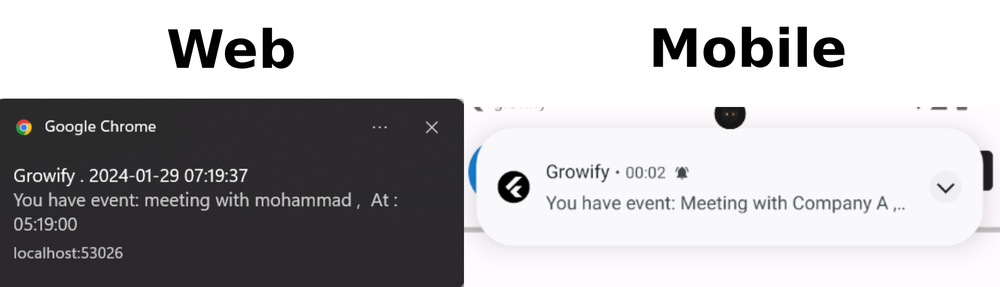 Web
Mobile
Google Chrome
Growify . 2024-01-29 07:19:37
You have event: meeting with mohammad ,  At :
05:19:00
localhost:53026
Growify • 00:02
You have event: Meeting with Company A ,..